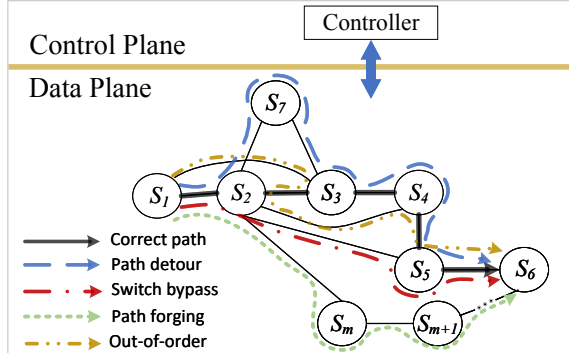 Controller
Control Plane
Data Plane
S7
S1
S2
S3
S4
Correct path
Path detour
S5
S6
Switch bypass
Path forging
Sm
Sm+1
Out-of-order